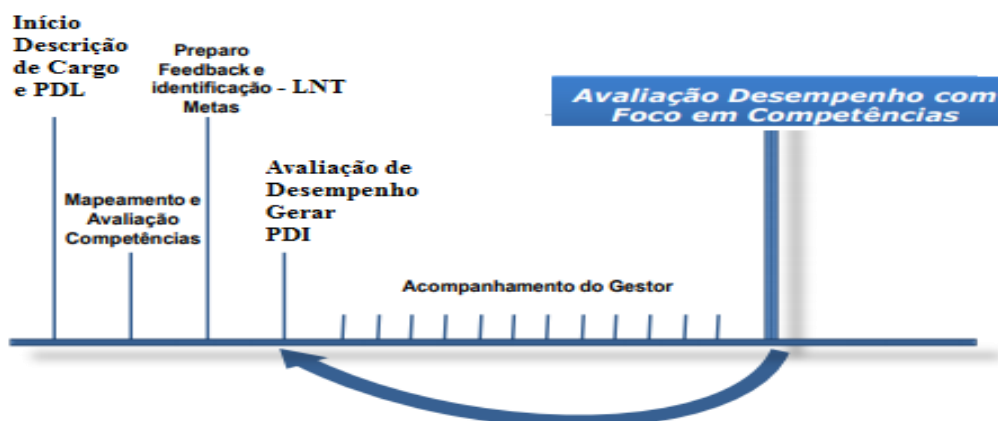 Início
Descrição
de Cargo
e PDL
Preparo
Feedback e
identificação - LNT
Metas
Avaliação Desempenho com
Foco em Competências
Mapeamento e
Avaliação
Competências
Avaliação de
Desempenho
Gerar
PDI
Acompanhamento do Gestor